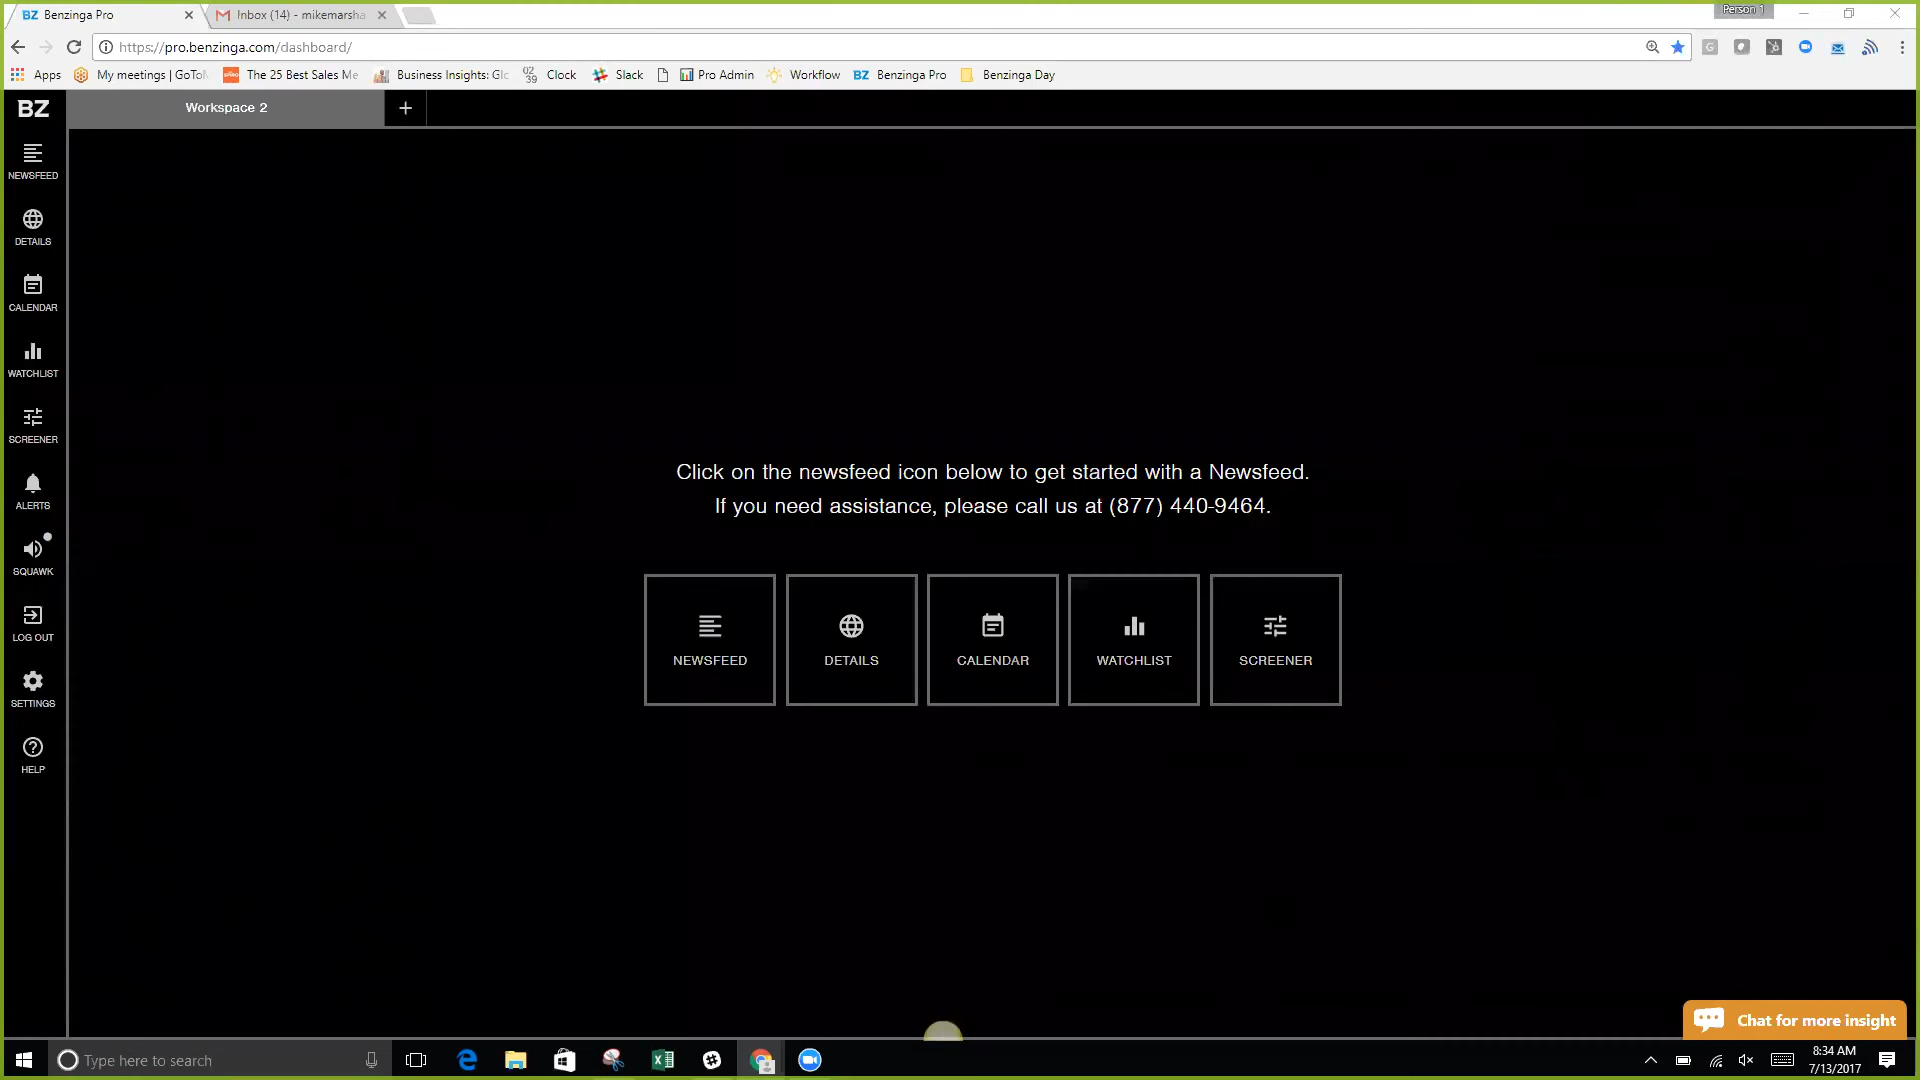 BZ Benzinga Pro
Inbox (14) - mikemarsha
Person 1
https://pro.benzinga.com/dashboard/
Apps
My meetings | GoTo
The 25 Best Sales Me
Business Insights: Glo
02 39 Clock
Slack
Pro Admin
Workflow
BZ Benzinga Pro
Benzinga Day
BZ
Workspace 2
+
NEWSFEED
DETAILS
CALENDAR
WATCHLIST
SCREENER
ALERTS
SQUAWK
LOG OUT
SETTINGS
HELP
Click on the newsfeed icon below to get started with a Newsfeed.
If you need assistance, please call us at (877) 440-9464.
NEWSFEED DETAILS CALENDAR WATCHLIST SCREENER
Chat for more insight
Type here to search
8:34 AM
7/13/2017